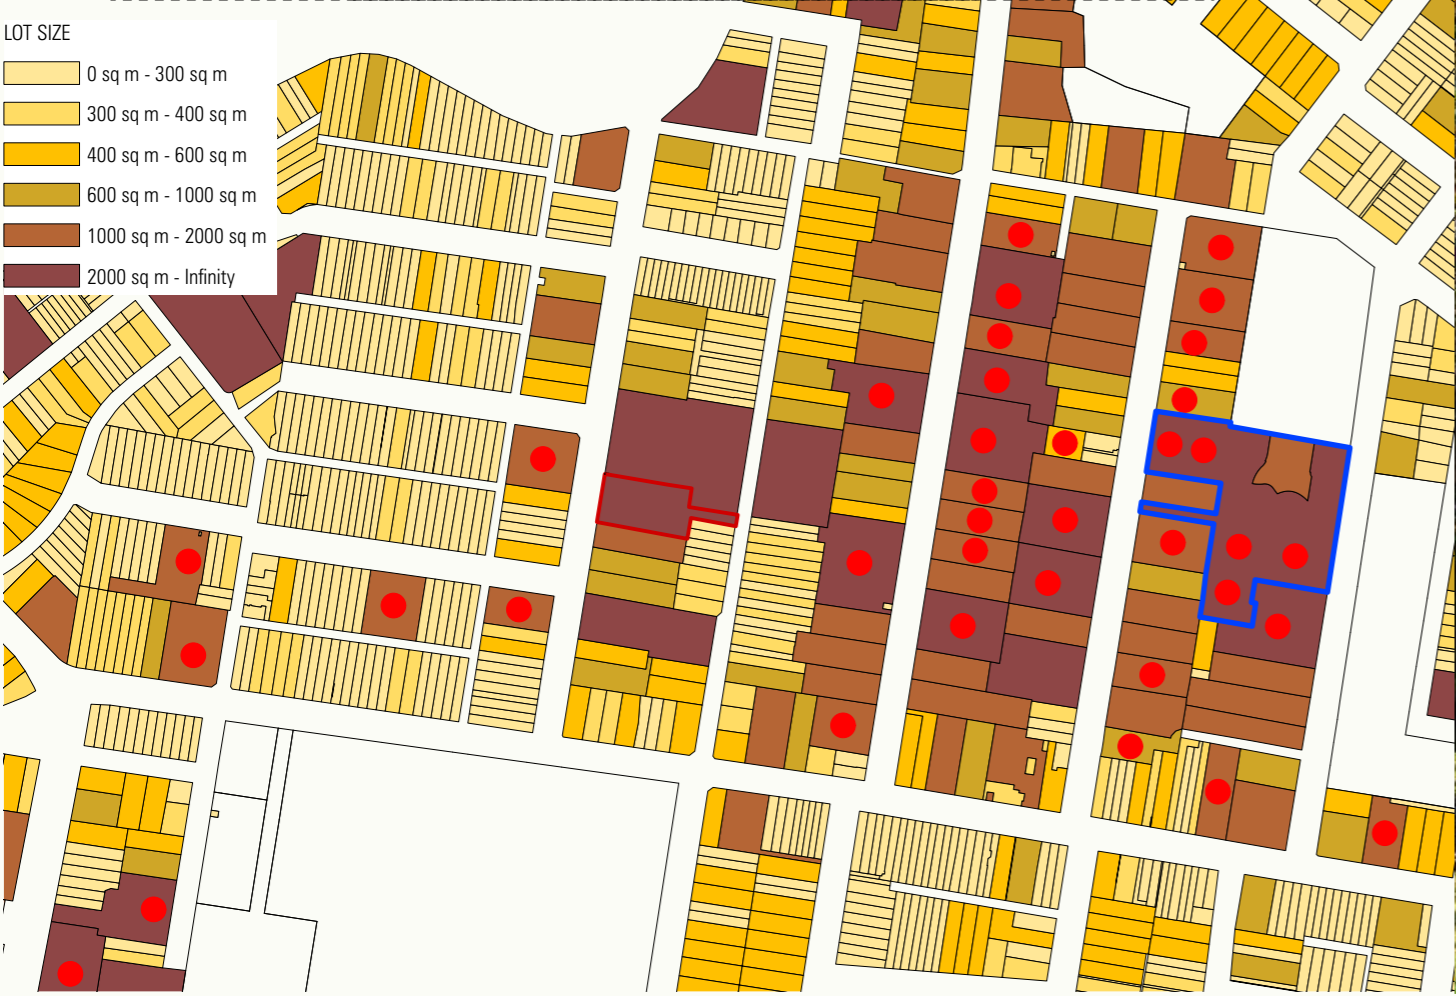 LOT SIZE
0 sq m - 300 sq m
300 sq m - 400 sq m
400 sq m - 600 sq m
600 sq m - 1000 sq m
1000 sq m - 2000 sq m
2000 sq m - Infinity